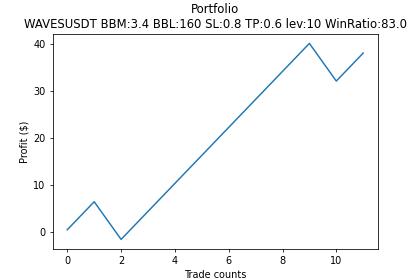 Portfolio
WAVESUSDT BBM:3.4 BBL:160 SL:0.8 TP:0.6 lev:10 WinRatio:83.0
40
30
20
10
0
Profit ($)
0 2 4 6 8 10
Trade counts